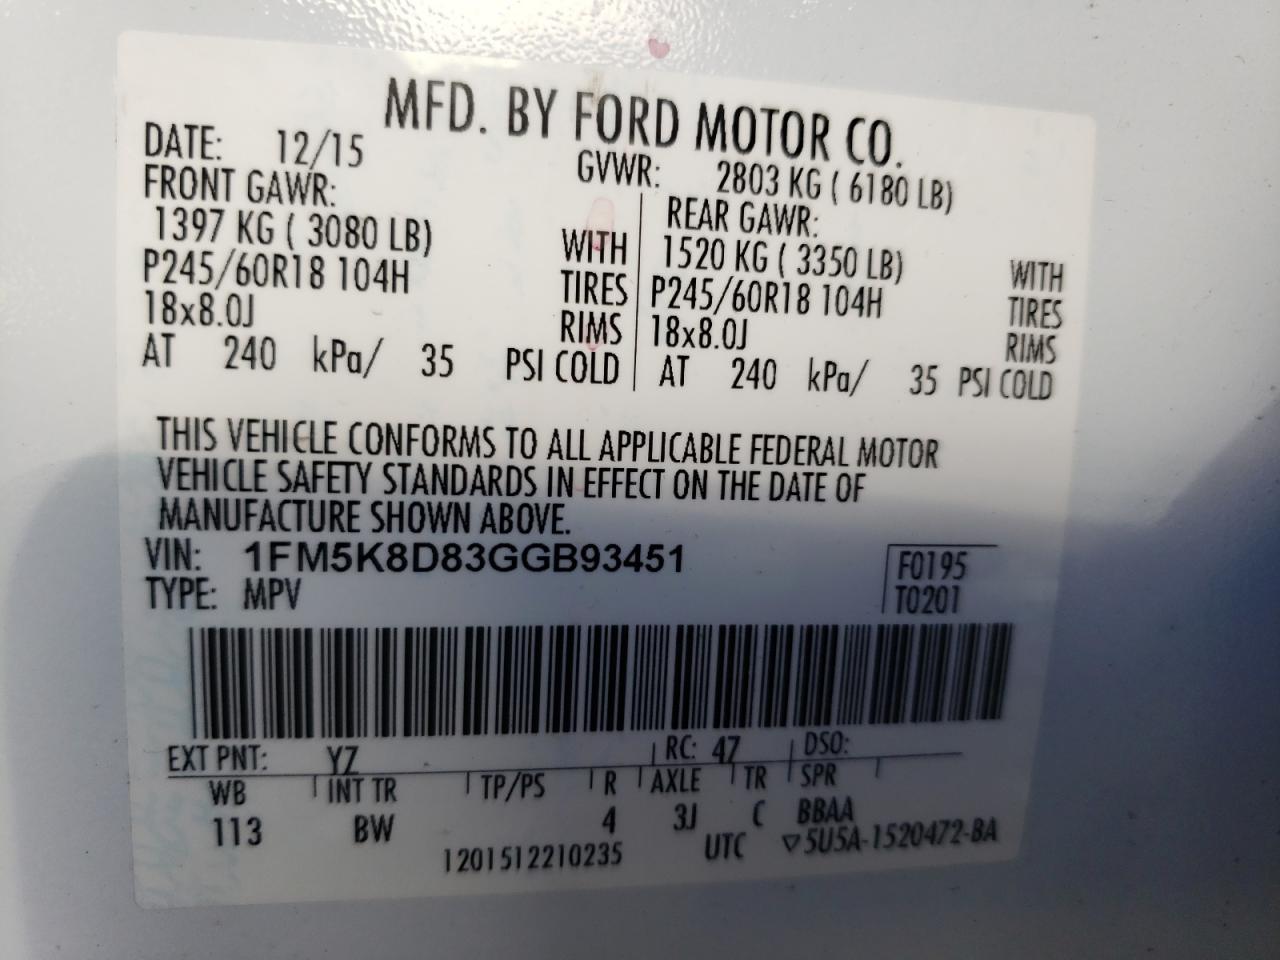 MFD. BY FORD MOTOR CO.
DATE: 12/15 GVWR: 2803 KG ( 6180 LB)
FRONT GAWR: REAR GAWR:
1397 KG ( 3080 LB) WITH 1520 KG ( 3350 LB) WITH
P245/60R18 104H TIRES P245/60R18 104H TIRES
18x8.0J RIMS 18x8.0J RIMS
AT 240 kPa/ 35 PSI COLD AT 240 kPa/ 35 PSI COLD
THIS VEHICLE CONFORMS TO ALL APPLICABLE FEDERAL MOTOR
VEHICLE SAFETY STANDARDS IN EFFECT ON THE DATE OF
MANUFACTURE SHOWN ABOVE.
VIN: 1FM5K8D83GGB93451 F0195
TYPE: MPV T0201
EXT PNT: YZ RC: 47 DSO:
WB INT TR TP/PS R AXLE TR SPR
113 BW 4 3J C BBAA
1201512210235 UTC ▽5U5A-1520472-BA